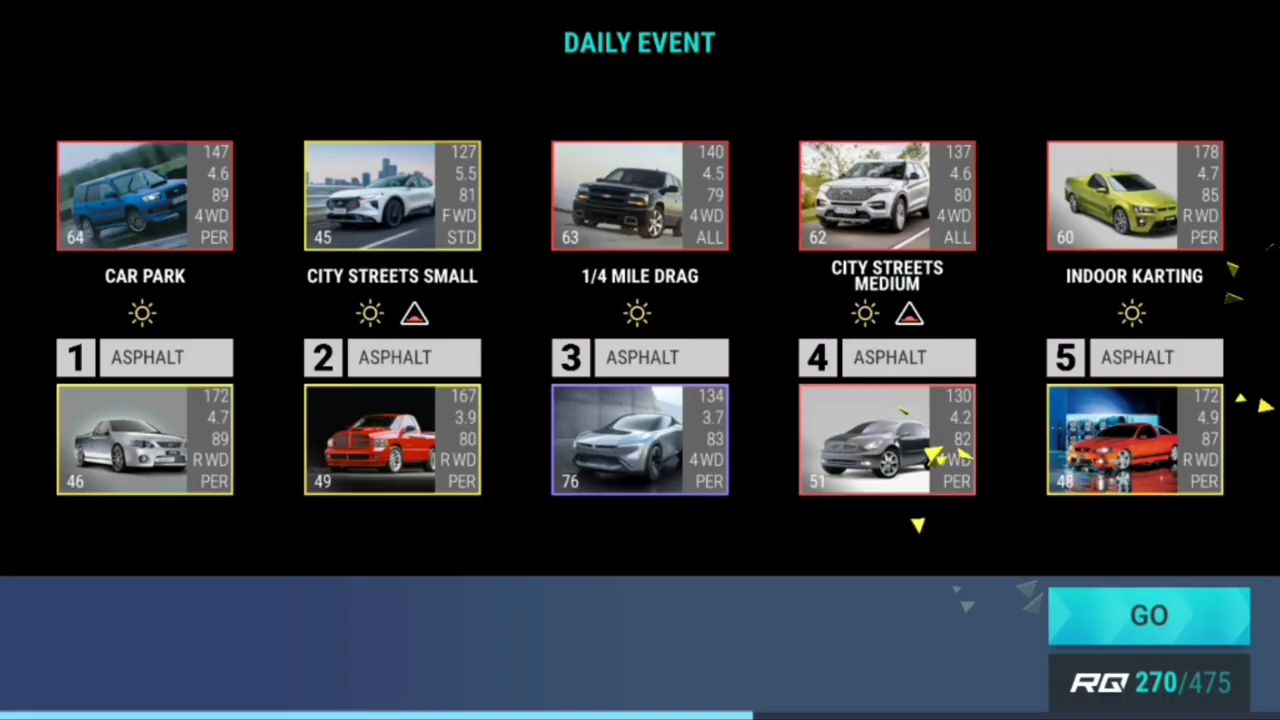 DAILY EVENT
147
4.6
89
4WD
PER
64
127
5.5
81
FWD
STD
45
140
4.5
79
4WD
ALL
63
137
4.6
80
4WD
ALL
62
178
4.7
85
RWD
PER
60
CAR PARK
CITY STREETS SMALL
1/4 MILE DRAG
CITY STREETS
MEDIUM
INDOOR KARTING
1 ASPHALT
2 ASPHALT
3 ASPHALT
4 ASPHALT
5 ASPHALT
172
4.7
89
RWD
PER
46
167
3.9
80
RWD
PER
49
134
3.7
83
4WD
PER
76
130
4.2
82
4WD
PER
51
172
4.9
87
RWD
PER
48
GO
RQ 270/475